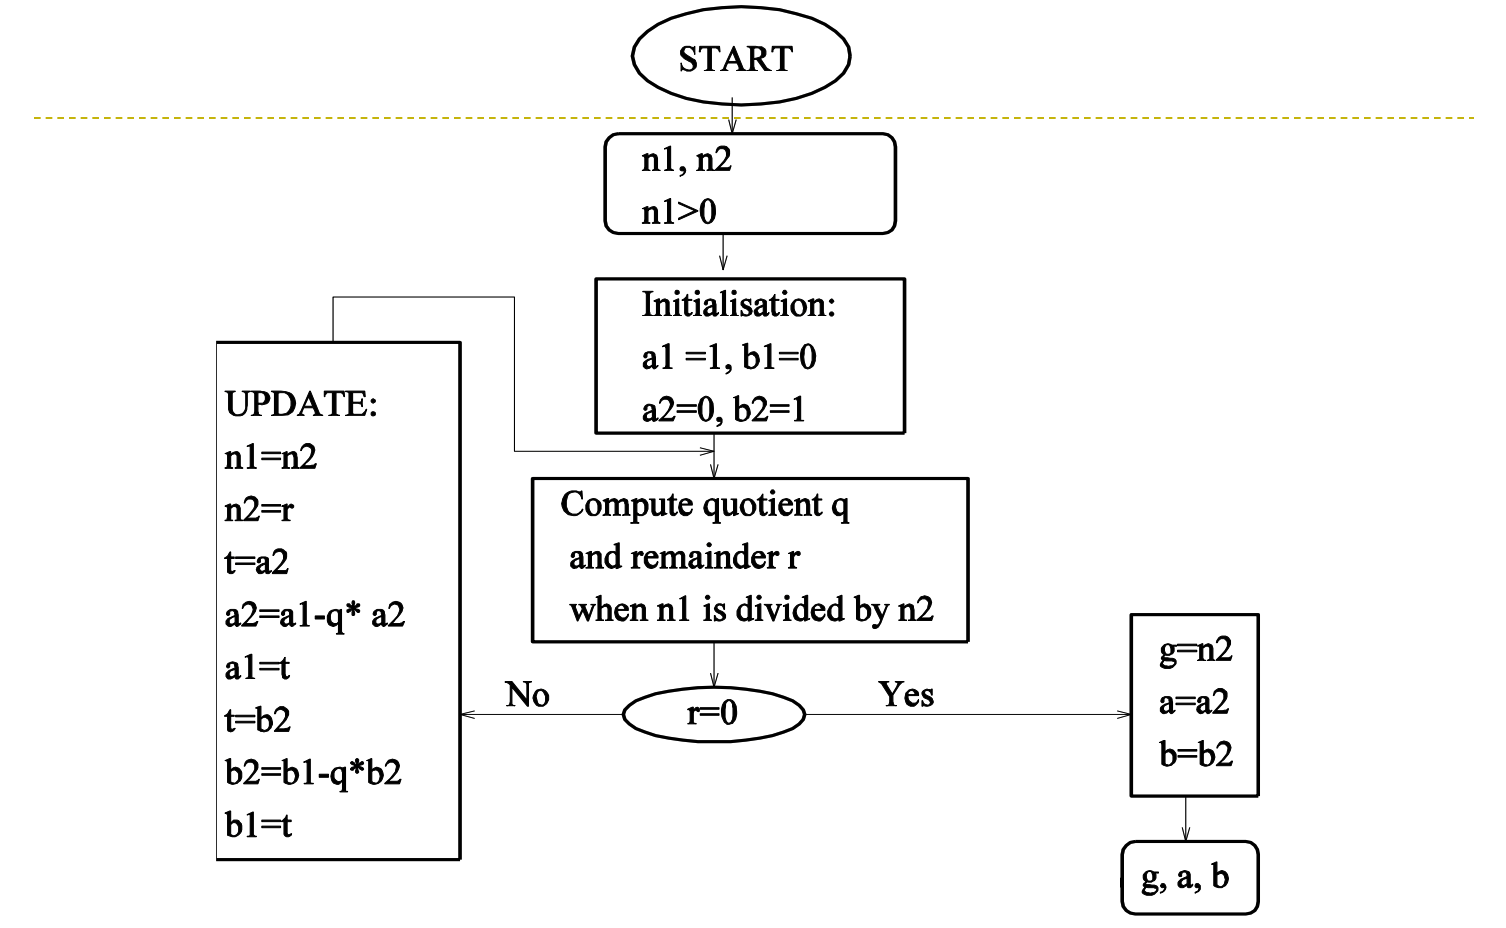 START
n1, n2
n1>0
Initialisation:
a1 =1, b1=0
a2=0, b2=1
UPDATE:
n1=n2
n2=r
t=a2
a2=a1-q* a2
a1=t
t=b2
b2=b1-q*b2
b1=t
Compute quotient q
and remainder r
when n1 is divided by n2
No
r=0
Yes
g=n2
a=a2
b=b2
g, a, b